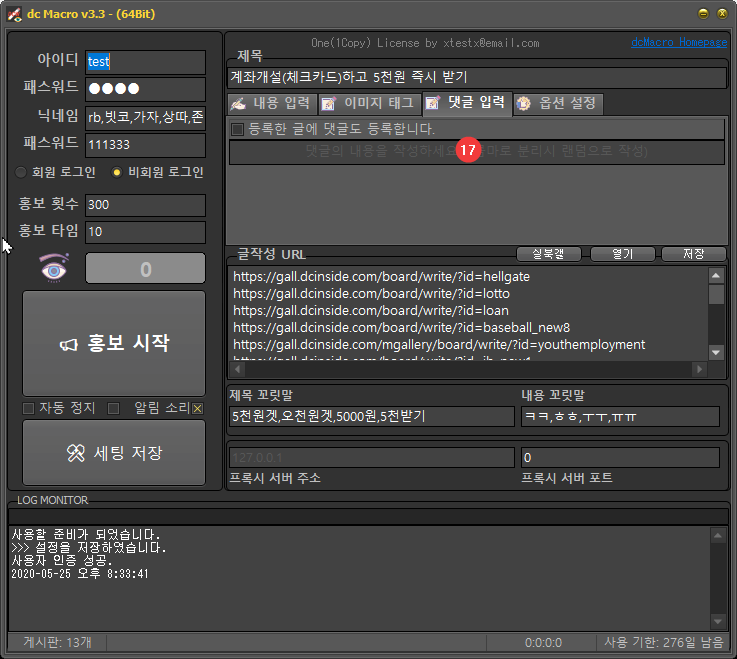 dc Macro v3.3 - (64Bit)
One(1Copy) License by xtestx@email.com
dcMacro Homepage
아이디 test
패스워드 ●●●●
닉네임 rb,빗코,가자,상따,존
패스워드 111333
회원 로그인 비회원 로그인
홍보 횟수 300
홍보 타임 10
0
홍보 시작
자동 정지 알림 소리
세팅 저장
제목
계좌개설(체크카드)하고 5천원 즉시 받기
내용 입력 이미지 태그 댓글 입력 옵션 설정
등록한 글에 댓글도 등록합니다.
댓글의 내용을 작성하세요 17 분리시 랜덤으로 작성)
글작성 URL 실북갤 열기 저장
https://gall.dcinside.com/board/write/?id=hellgate
https://gall.dcinside.com/board/write/?id=lotto
https://gall.dcinside.com/board/write/?id=loan
https://gall.dcinside.com/board/write/?id=baseball_new8
https://gall.dcinside.com/mgallery/board/write/?id=youthemployment
제목 꼬릿말 내용 꼬릿말
5천원겟,오천원겟,5000원,5천받기 ㅋㅋ,ㅎㅎ,ㅜㅜ,ㅠㅠ
127.0.0.1 0
프록시 서버 주소 프록시 서버 포트
LOG MONITOR
사용할 준비가 되었습니다.
>>> 설정을 저장하였습니다.
사용자 인증 성공.
2020-05-25 오후 8:33:41
게시판: 13개 0:0:0:0 사용 기한: 276일 남음